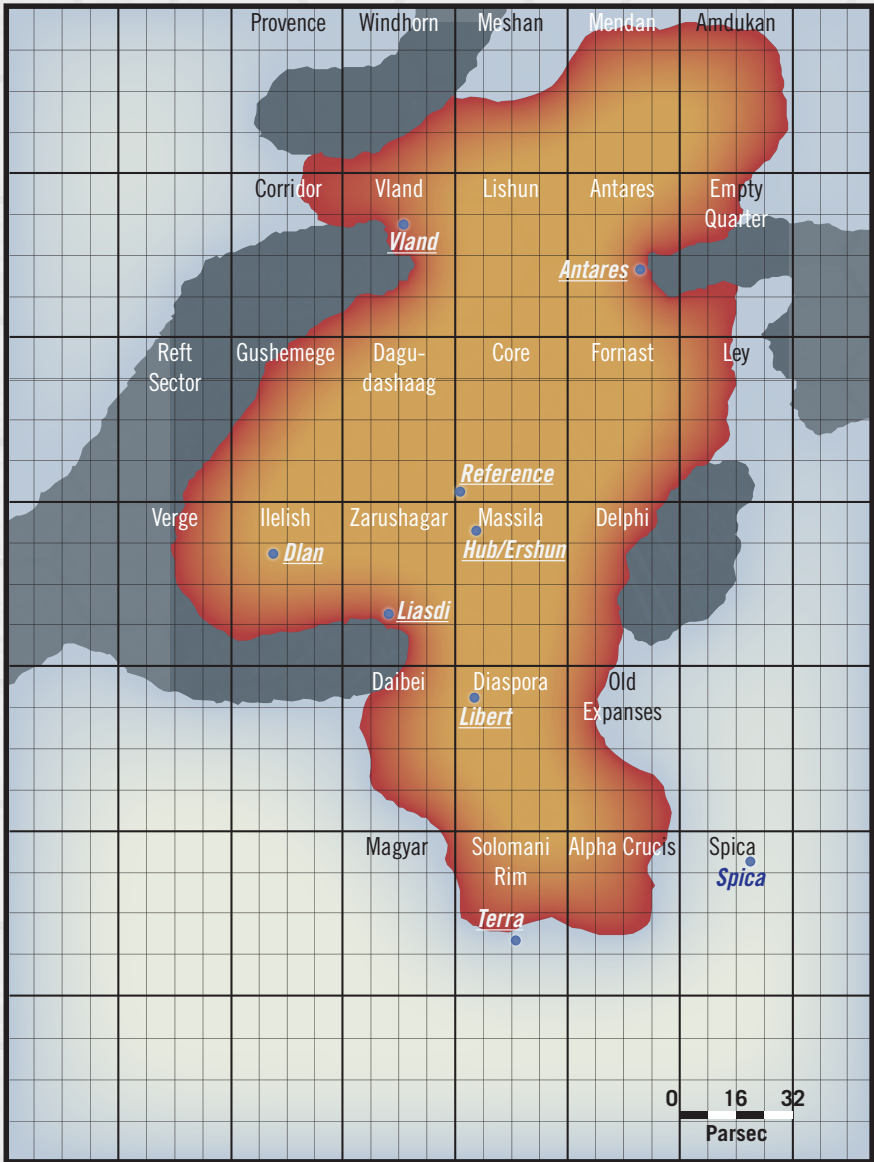 Provence Windhorn Meshan Mendan Amdukan
Corridor Vland Lishun Antares Empty
Quarter
Vland
Antares
Reft Gushemege Dagu- Core Fornast Ley
Sector dashaag
Reference
Verge Ilelish Zarushagar Massila Delphi
Dlan Hub/Ershun
Liasdi
Daibei Diaspora Old
Libert Expanses
Magyar Solomani Alpha Crucis Spica
Rim Spica
Terra
0 16 32
Parsec